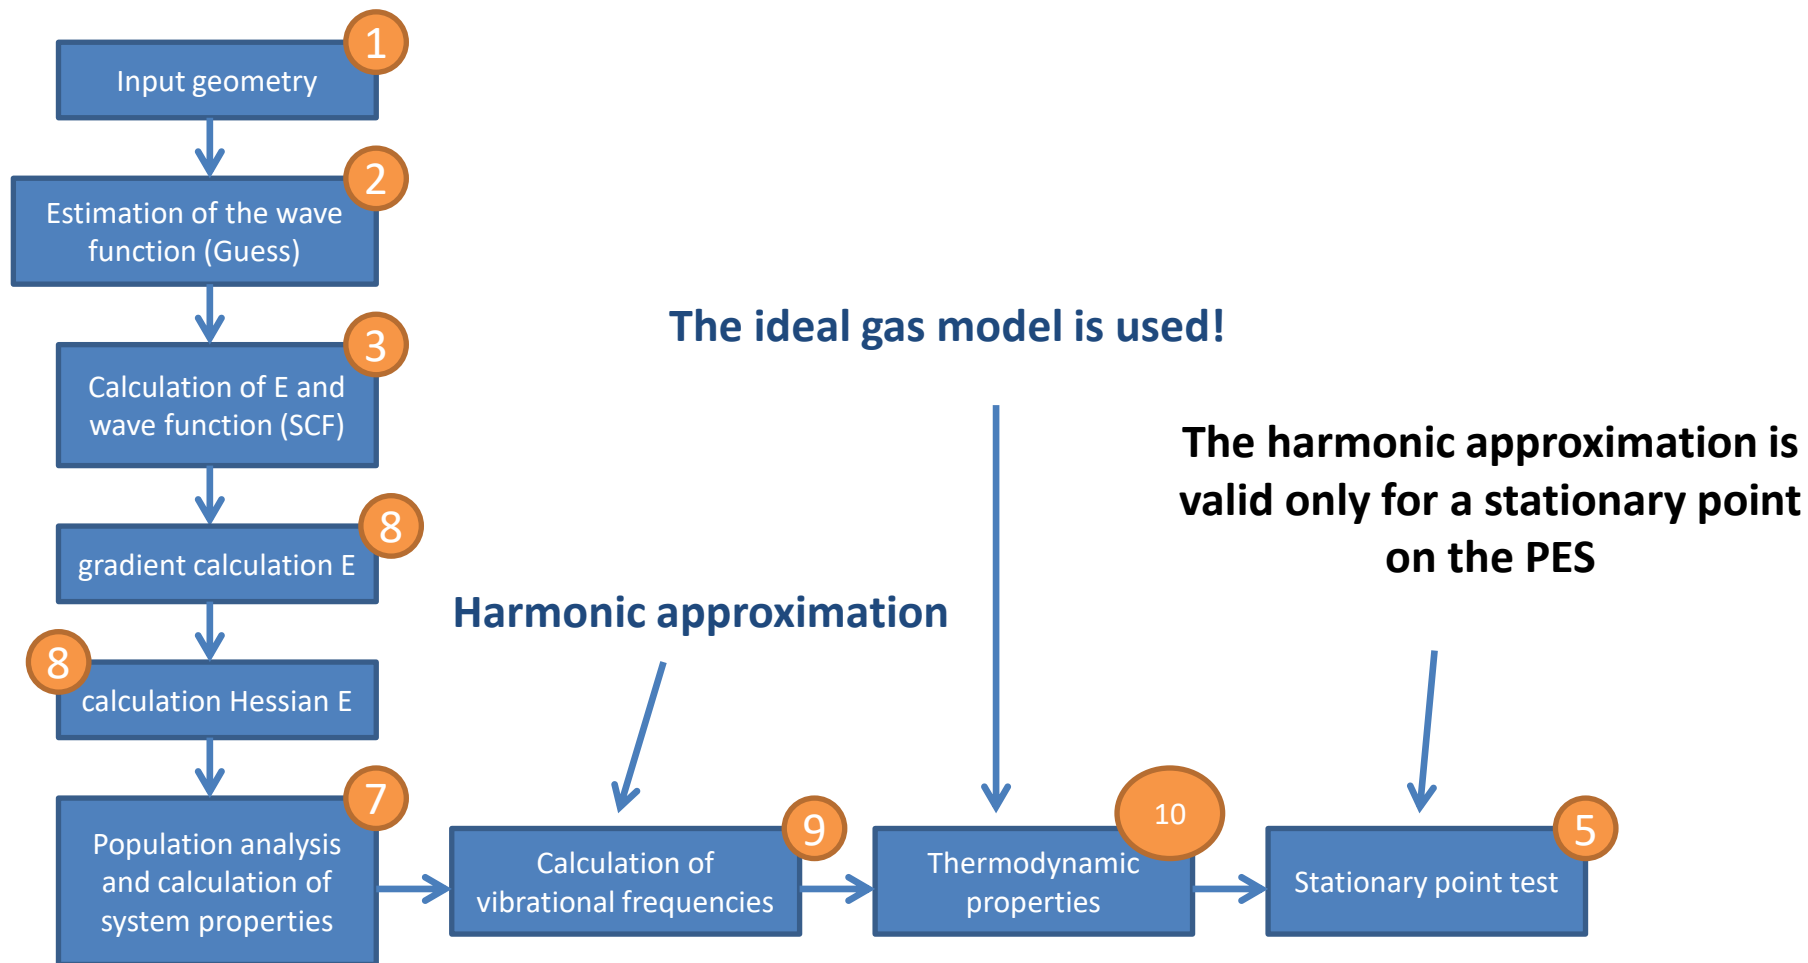 1
Input geometry
2
Estimation of the wave
function (Guess)
3
Calculation of E and
wave function (SCF)
8
gradient calculation E
8
calculation Hessian E
7
Population analysis
and calculation of
system properties
Harmonic approximation
9
Calculation of
vibrational frequencies
The ideal gas model is used!
10
Thermodynamic
properties
The harmonic approximation is
valid only for a stationary point
on the PES
5
Stationary point test